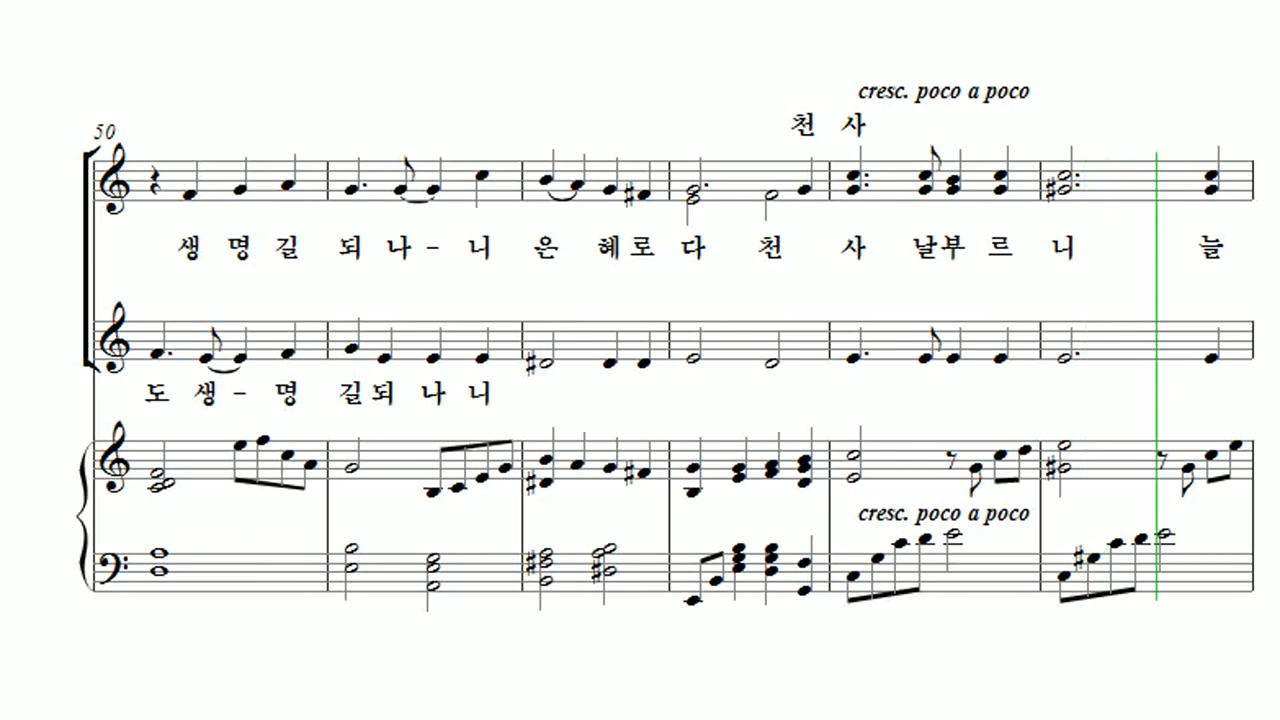 cresc. poco a poco
천 사
50
생 명 길 되 나 - 니 은 혜 로 다 천 사 날 부 르 니 늘
도 생 - 명 길 되 나 니
cresc. poco a poco